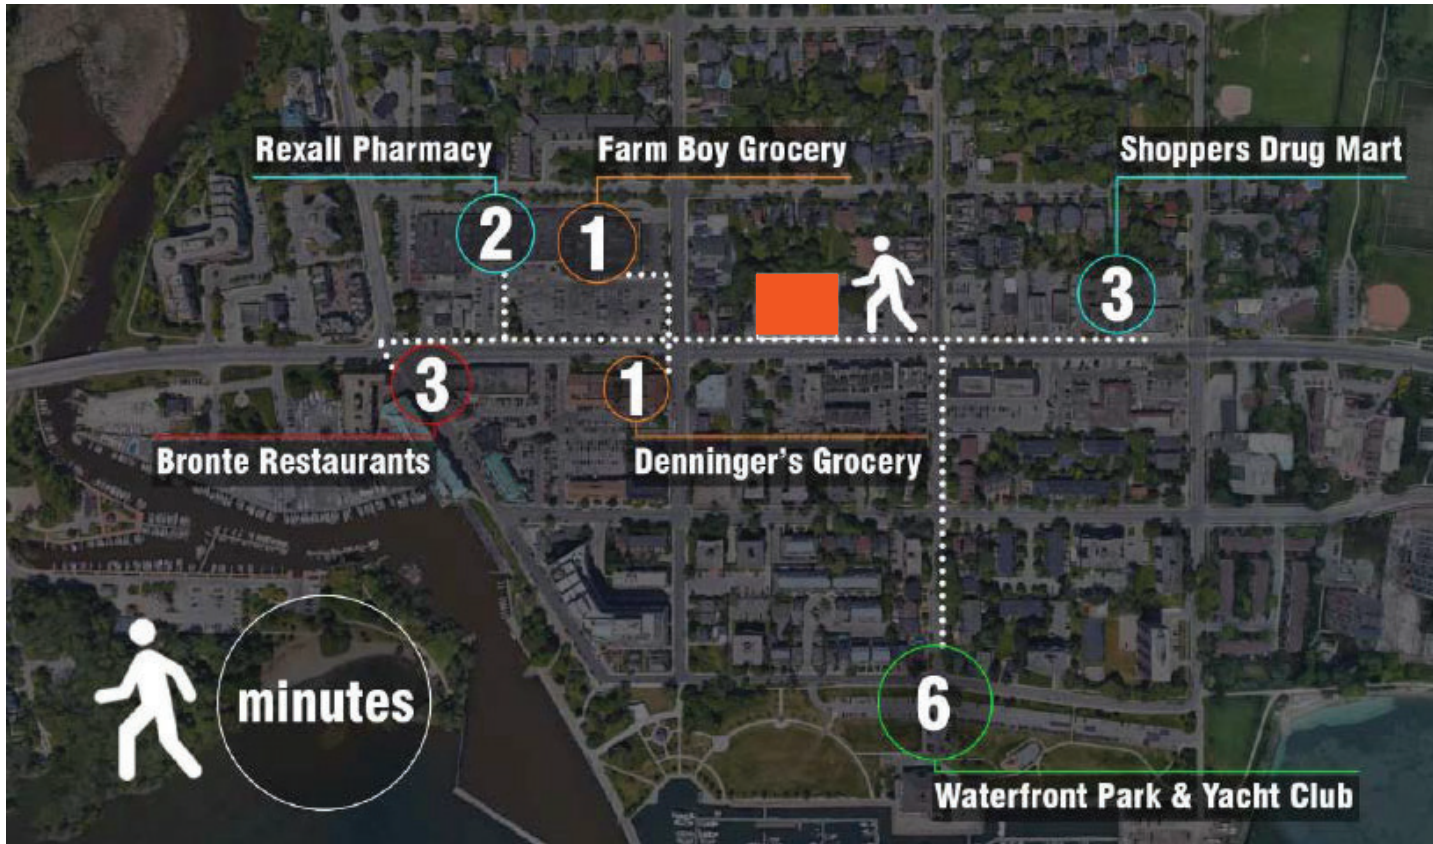 Rexall Pharmacy
Farm Boy Grocery
Shoppers Drug Mart
2
1
3
3
1
Bronte Restaurants
Denninger's Grocery
minutes
6
Waterfront Park & Yacht Club